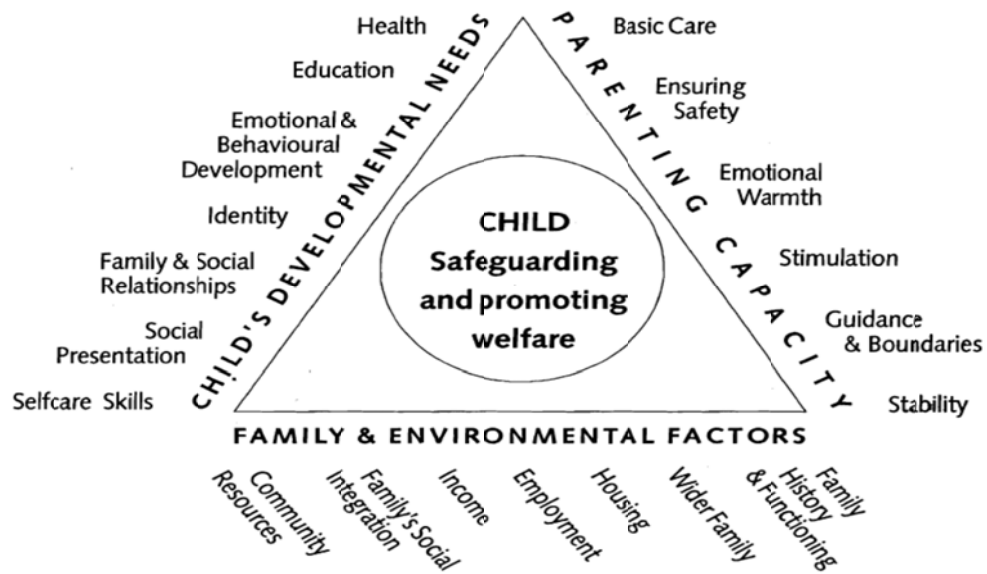 Health
Education
Emotional &
Behavioural
Development
Identity
Family & Social
Relationships
Social
Presentation
Selfcare Skills
CHILD'S DEVELOPMENTAL NEEDS
CHILD
Safeguarding
and promoting
welfare
PARENTING CAPACITY
Basic Care
Ensuring
Safety
Emotional
Warmth
Stimulation
Guidance
& Boundaries
Stability
FAMILY & ENVIRONMENTAL FACTORS
Community
Resources
Family's Social
Integration
Income
Employment
Housing
Wider Family
Family
History
& Functioning